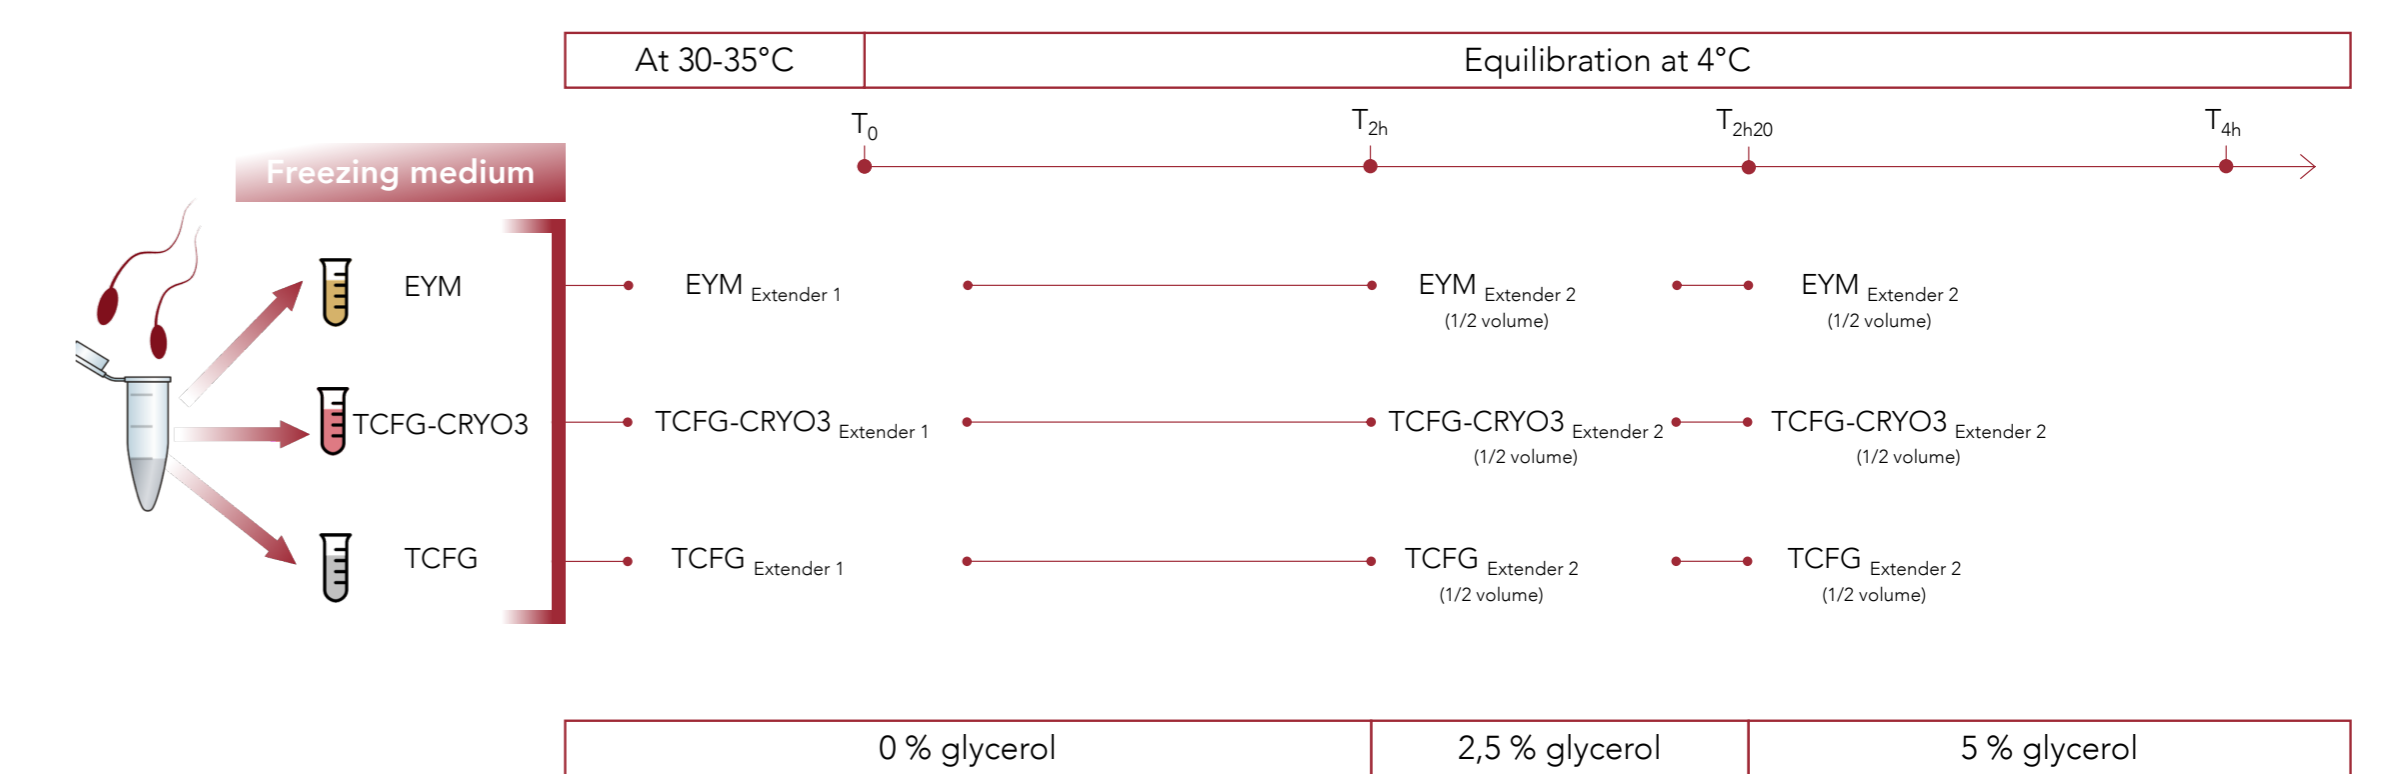 At 30-35°C Equilibration at 4°C
T0 T2h T2h20 T4h
Freezing medium
EYM EYM Extender 1 EYM Extender 2 EYM Extender 2
(1/2 volume) (1/2 volume)
TCFG-CRYO3 TCFG-CRYO3 Extender 1 TCFG-CRYO3 Extender 2 TCFG-CRYO3 Extender 2
(1/2 volume) (1/2 volume)
TCFG TCFG Extender 1 TCFG Extender 2 TCFG Extender 2
(1/2 volume) (1/2 volume)
0 % glycerol 2,5 % glycerol 5 % glycerol